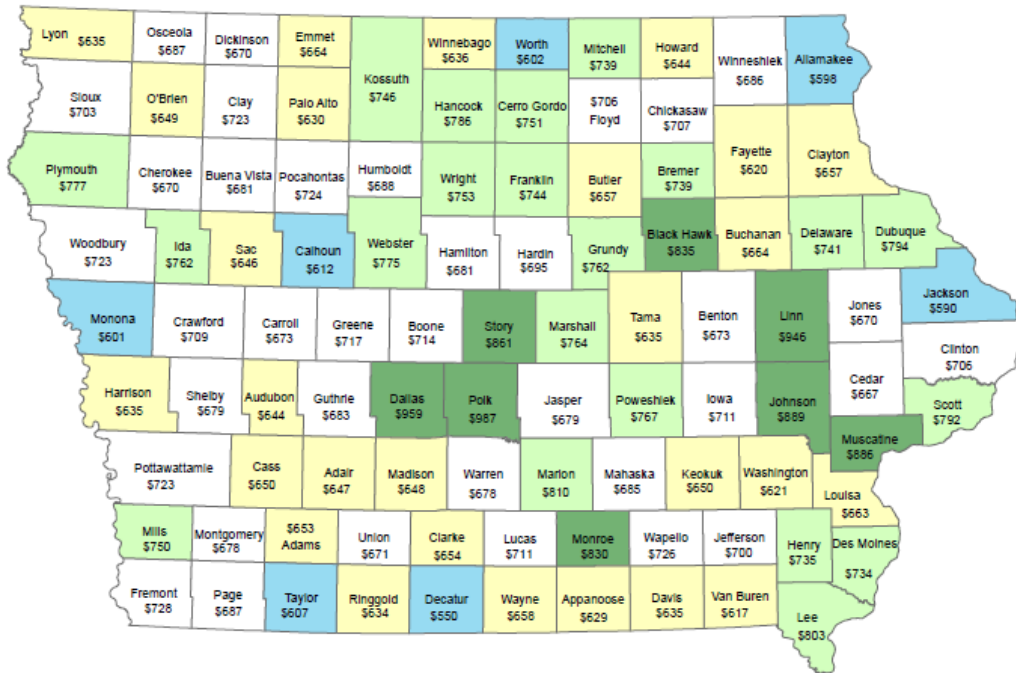 Lyon $635
Osceola
$687
Dickinson
$670
Emmet
$664
Kossuth
$746
Winnebago
$636
Worth
$602
Mitchell
$739
Howard
$644
Winneshiek
$686
Allamakee
$598
Sioux
$703
O'Brien
$649
Clay
$723
Palo Alto
$630
Hancock
$786
Cerro Gordo
$751
$706
Floyd
Chickasaw
$707
Fayette
$620
Clayton
$657
Plymouth
$777
Cherokee
$670
Buena Vista
$681
Pocahontas
$724
Humboldt
$688
Wright
$753
Franklin
$744
Butler
$657
Bremer
$739
Woodbury
$723
Ida
$762
Sac
$646
Calhoun
$612
Webster
$775
Hamilton
$681
Hardin
$695
Grundy
$762
Black Hawk
$835
Buchanan
$664
Delaware
$741
Dubuque
$794
Monona
$601
Crawford
$709
Carroll
$673
Greene
$717
Boone
$714
Story
$861
Marshall
$764
Tama
$635
Benton
$673
Linn
$946
Jones
$670
Jackson
$590
Clinton
$706
Harrison
$635
Shelby
$679
Audubon
$644
Guthrie
$683
Dallas
$959
Polk
$987
Jasper
$679
Poweshiek
$767
Iowa
$711
Johnson
$889
Cedar
$667
Scott
$792
Muscatine
$886
Pottawattamie
$723
Cass
$650
Adair
$647
Madison
$648
Warren
$678
Marion
$810
Mahaska
$685
Keokuk
$650
Washington
$621
Louisa
$663
Mills
$750
Montgomery
$678
$653
Adams
Union
$671
Clarke
$654
Lucas
$711
Monroe
$830
Wapello
$726
Jefferson
$700
Henry
$735
Des Moines
$734
Fremont
$728
Page
$687
Taylor
$607
Ringgold
$634
Decatur
$550
Wayne
$658
Appanoose
$629
Davis
$635
Van Buren
$617
Lee
$803